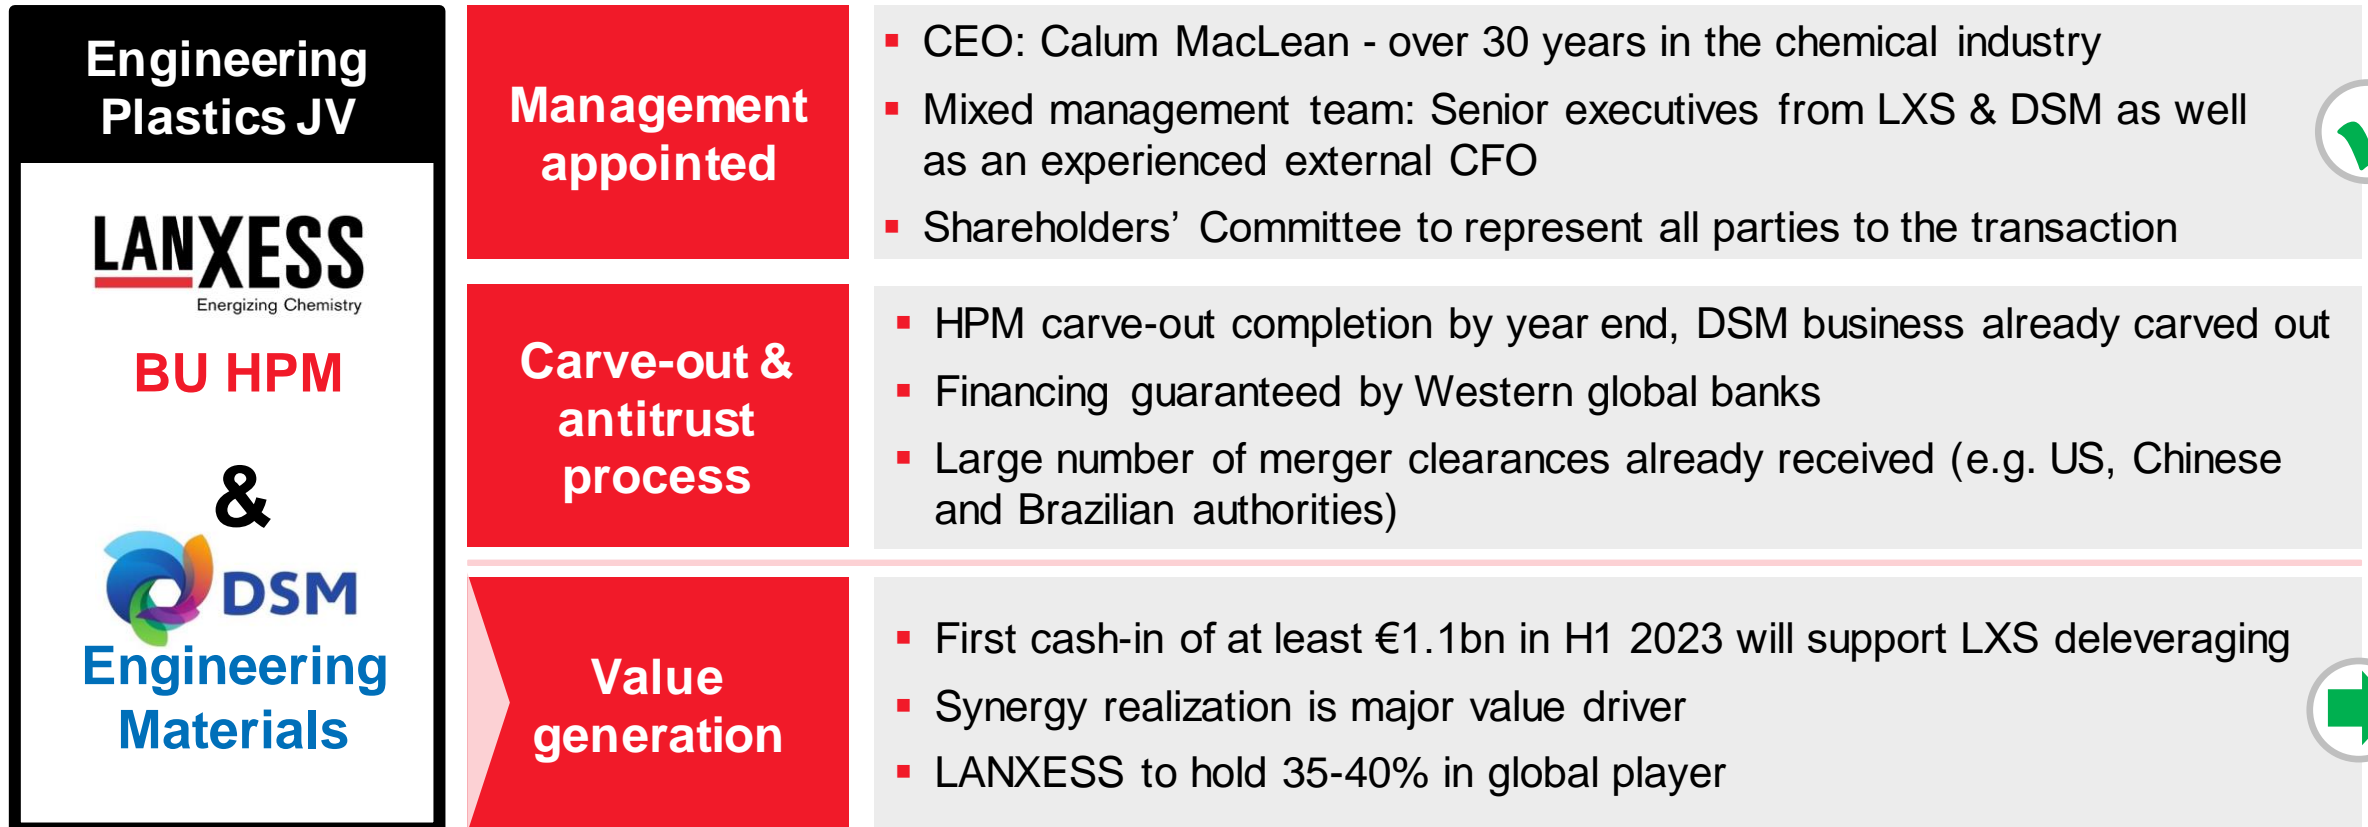 Engineering
Plastics JV
LANXESS
Energizing Chemistry
BU HPM
&
DSM
Engineering
Materials
Management
appointed
▪ CEO: Calum MacLean - over 30 years in the chemical industry
▪ Mixed management team: Senior executives from LXS & DSM as well
as an experienced external CFO
▪ Shareholders’ Committee to represent all parties to the transaction
Carve-out &
antitrust
process
▪ HPM carve-out completion by year end, DSM business already carved out
▪ Financing guaranteed by Western global banks
▪ Large number of merger clearances already received (e.g. US, Chinese
and Brazilian authorities)
Value
generation
▪ First cash-in of at least €1.1bn in H1 2023 will support LXS deleveraging
▪ Synergy realization is major value driver
▪ LANXESS to hold 35-40% in global player